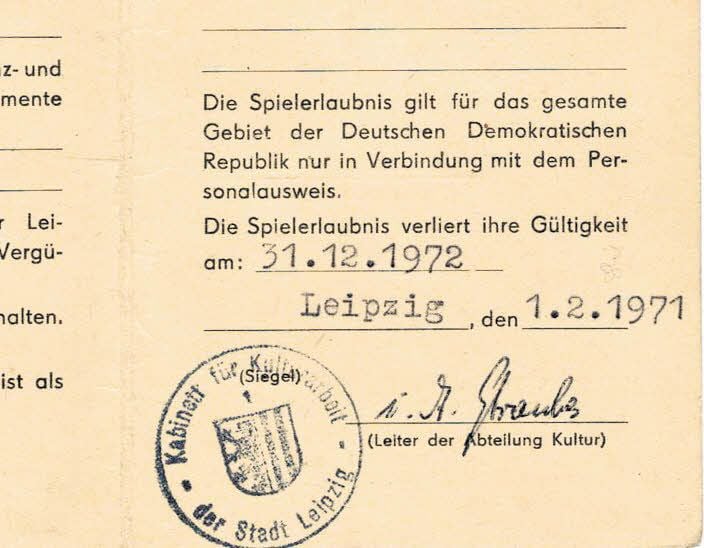 z- und
mente
r Lei-
Vergü-
halten.
ist als
Die Spielerlaubnis gilt für das gesamte
Gebiet der Deutschen Demokratischen
Republik nur in Verbindung mit dem Per-
sonalausweis.
Die Spielerlaubnis verliert ihre Gültigkeit
am: 31.12.1972
Leipzig, den 1.2.1971
(Siegel)
Kabinett für Kulturarbeit
der Stadt Leipzig
i. A.
(Leiter der Abteilung Kultur)